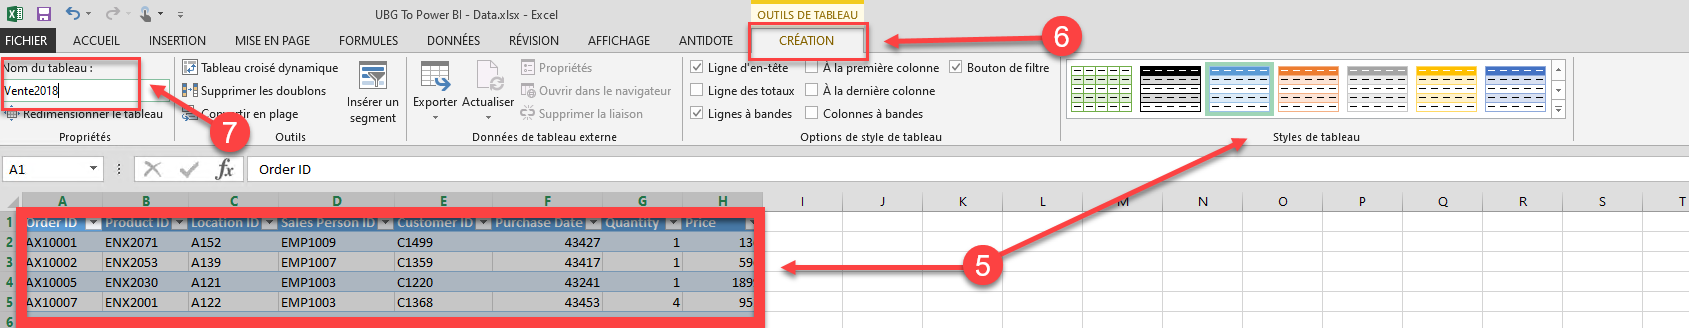 UBG To Power BI - Data.xlsx - Excel
OUTILS DE TABLEAU
FICHIER ACCUEIL INSERTION MISE EN PAGE FORMULES DONNÉES RÉVISION AFFICHAGE ANTIDOTE CRÉATION
6
Nom du tableau :
Vente2018
Redimensionner le tableau
Propriétés
7
Tableau croisé dynamique
Supprimer les doublons
Convertir en plage
Insérer un
segment
Outils
Exporter
Actualiser
Propriétés
Ouvrir dans le navigateur
Supprimer la liaison
Données de tableau externe
Ligne d'en-tête
Ligne des totaux
Lignes à bandes
À la première colonne
À la dernière colonne
Colonnes à bandes
Bouton de filtre
Options de style de tableau
Styles de tableau
A1 fx Order ID
A B C D E F G H I J K L M N O P Q R S T
1 Order ID Product ID Location ID Sales Person ID Customer ID Purchase Date Quantity Price
2 AX10001 ENX2071 A152 EMP1009 C1499 43427 1 13
3 AX10002 ENX2053 A139 EMP1007 C1359 43417 1 59
4 AX10005 ENX2030 A121 EMP1003 C1220 43241 1 189
5 AX10007 ENX2001 A122 EMP1003 C1368 43453 4 95
6
5